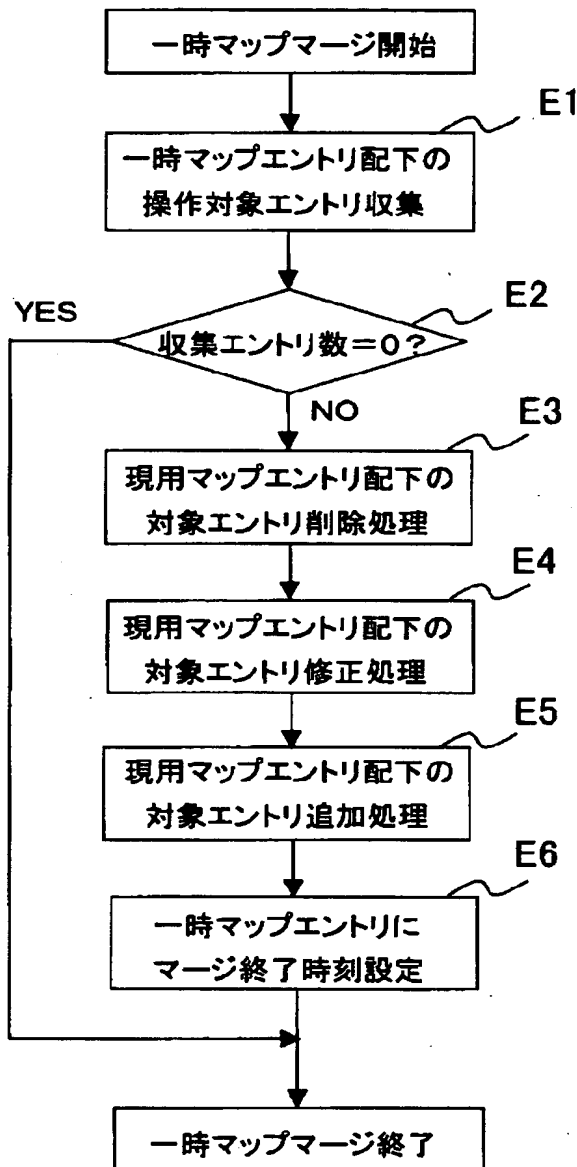 一時マップマージ開始
E1
一時マップエントリ配下の
操作対象エントリ収集
E2
YES
収集エントリ数=0?
NO
E3
現用マップエントリ配下の
対象エントリ削除処理
E4
現用マップエントリ配下の
対象エントリ修正処理
E5
現用マップエントリ配下の
対象エントリ追加処理
E6
一時マップエントリに
マージ終了時刻設定
一時マップマージ終了